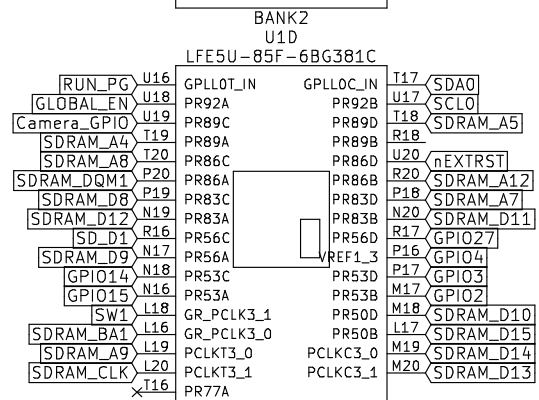 BANK2
U1D
LFE5U-85F-6BG381C
RUN_PG U16 GPLL0T_IN GPLL0C_IN T17 SDA0
GLOBAL_EN U18 PR92A PR92B U17 SCL0
Camera_GPIO U19 PR89C PR89D T18 SDRAM_A5
SDRAM_A4 T19 PR89A PR89B R18
SDRAM_A8 T20 PR86C PR86D U20 nEXTRST
SDRAM_DQM1 P20 PR86A PR86B R20 SDRAM_A12
SDRAM_D8 P19 PR83C PR83D P18 SDRAM_A7
SDRAM_D12 N19 PR83A PR83B N20 SDRAM_D11
SD_D1 R16 PR56C PR56D R17 GPIO27
SDRAM_D9 N17 PR56A VREF1_3 P16 GPIO4
GPIO14 N18 PR53C PR53D P17 GPIO3
GPIO15 N16 PR53A PR53B M17 GPIO2
SW1 L18 GR_PCLK3_1 PR50D M18 SDRAM_D10
SDRAM_BA1 L16 GR_PCLK3_0 PR50B L17 SDRAM_D15
SDRAM_A9 L19 PCLKT3_0 PCLKC3_0 M19 SDRAM_D14
SDRAM_CLK L20 PCLKT3_1 PCLKC3_1 M20 SDRAM_D13
T16 PR77A